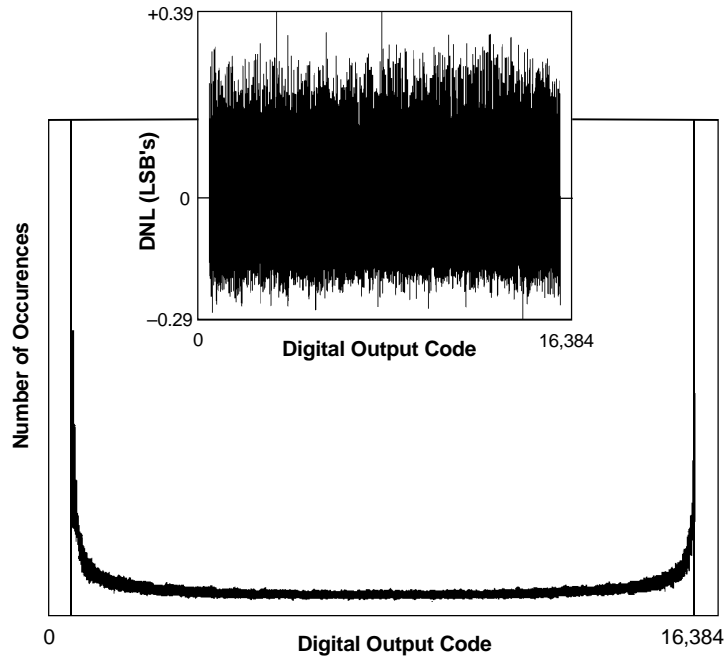 +0.39
DNL (LSB's)
0
–0.29
0
16,384
Digital Output Code
Number of Occurences
0
16,384
Digital Output Code